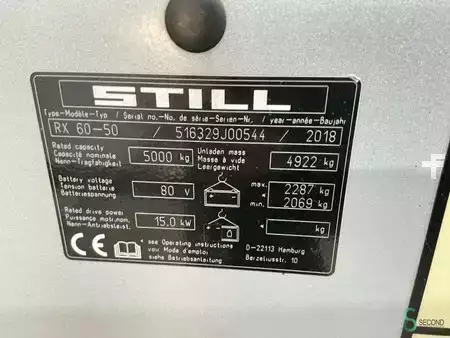 STILL
Type-Modèle-Typ / Serial no.-No. de série-Serien-Nr. / year-année-Baujahr
RX 60-50 / 516329J00544 / 2018
Rated capacity
Capacité nominale
Nenn-Tragfähigkeit
5000 kg
Unladen mass
Masse à vide
Leergewicht
4922 kg
Battery voltage
Tension batterie
Batteriespannung
80 V
max. 2287 kg
min. 2069 kg
Rated drive power
Puissance motri.nom.
Nenn-Antriebsleist.
15.0 kW
kg
CE
see Operating instructions
voir Mode d'emploi
siehe Betriebsanleitung
D-22113 Hamburg
Berzeliusstr. 10
F
S SECOND